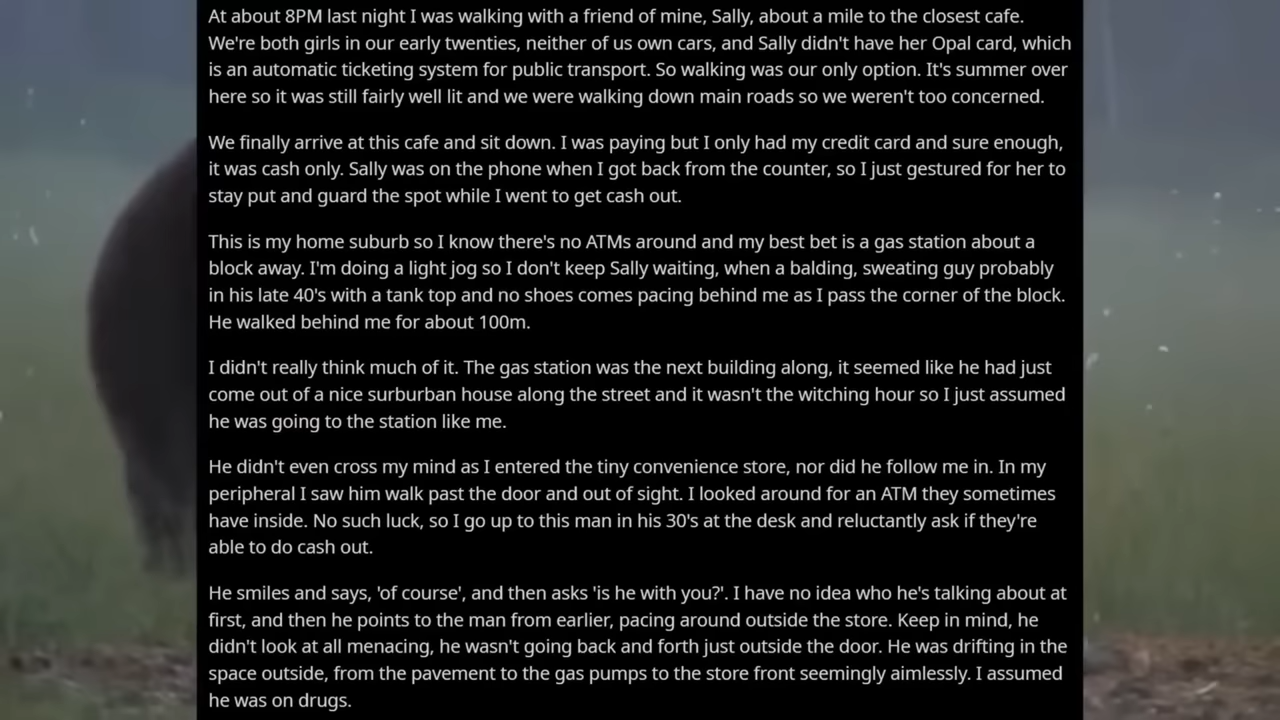 At about 8PM last night I was walking with a friend of mine, Sally, about a mile to the closest cafe.
We're both girls in our early twenties, neither of us own cars, and Sally didn't have her Opal card, which
is an automatic ticketing system for public transport. So walking was our only option. It's summer over
here so it was still fairly well lit and we were walking down main roads so we weren't too concerned.
We finally arrive at this cafe and sit down. I was paying but I only had my credit card and sure enough,
it was cash only. Sally was on the phone when I got back from the counter, so I just gestured for her to
stay put and guard the spot while I went to get cash out.
This is my home suburb so I know there's no ATMs around and my best bet is a gas station about a
block away. I'm doing a light jog so I don't keep Sally waiting, when a balding, sweating guy probably
in his late 40's with a tank top and no shoes comes pacing behind me as I pass the corner of the block.
He walked behind me for about 100m.
I didn't really think much of it. The gas station was the next building along, it seemed like he had just
come out of a nice surburban house along the street and it wasn't the witching hour so I just assumed
he was going to the station like me.
He didn't even cross my mind as I entered the tiny convenience store, nor did he follow me in. In my
peripheral I saw him walk past the door and out of sight. I looked around for an ATM they sometimes
have inside. No such luck, so I go up to this man in his 30's at the desk and reluctantly ask if they're
able to do cash out.
He smiles and says, 'of course', and then asks 'is he with you?'. I have no idea who he's talking about at
first, and then he points to the man from earlier, pacing around outside the store. Keep in mind, he
didn't look at all menacing, he wasn't going back and forth just outside the door. He was drifting in the
space outside, from the pavement to the gas pumps to the store front seemingly aimlessly. I assumed
he was on drugs.